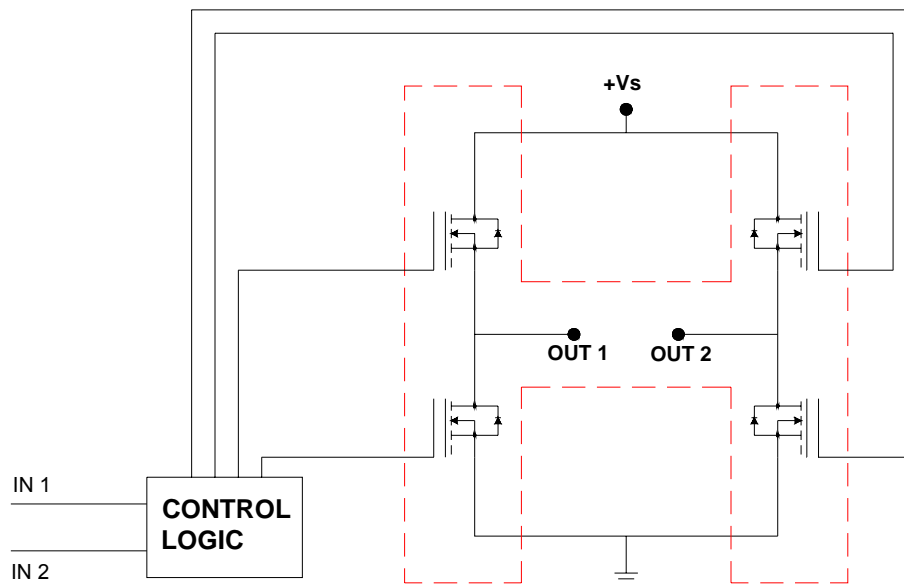 +Vs
OUT 1
OUT 2
IN 1
CONTROL
LOGIC
IN 2